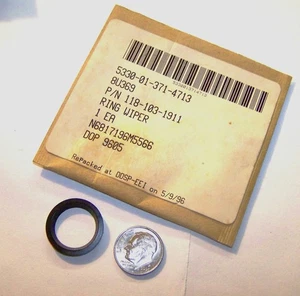 5330-01-371-4713
8U369
P/N 118-103-1911
RING WIPER
1 EA
N6817196M5566
DOP 9605
RePacked at DDSP-EEI on 5/9/96